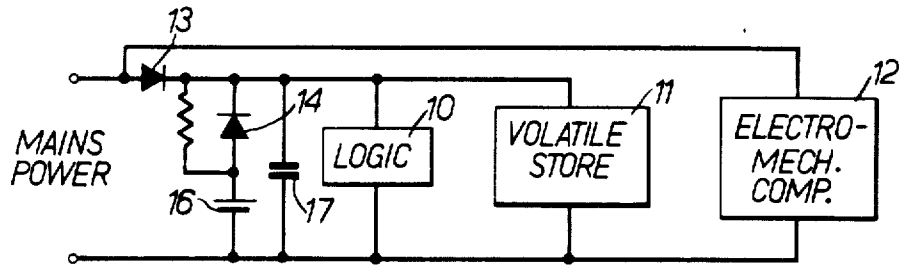 13
12
11
10
14
MAINS
POWER
LOGIC
VOLATILE
STORE
ELECTRO-
MECH.
COMP.
16
17